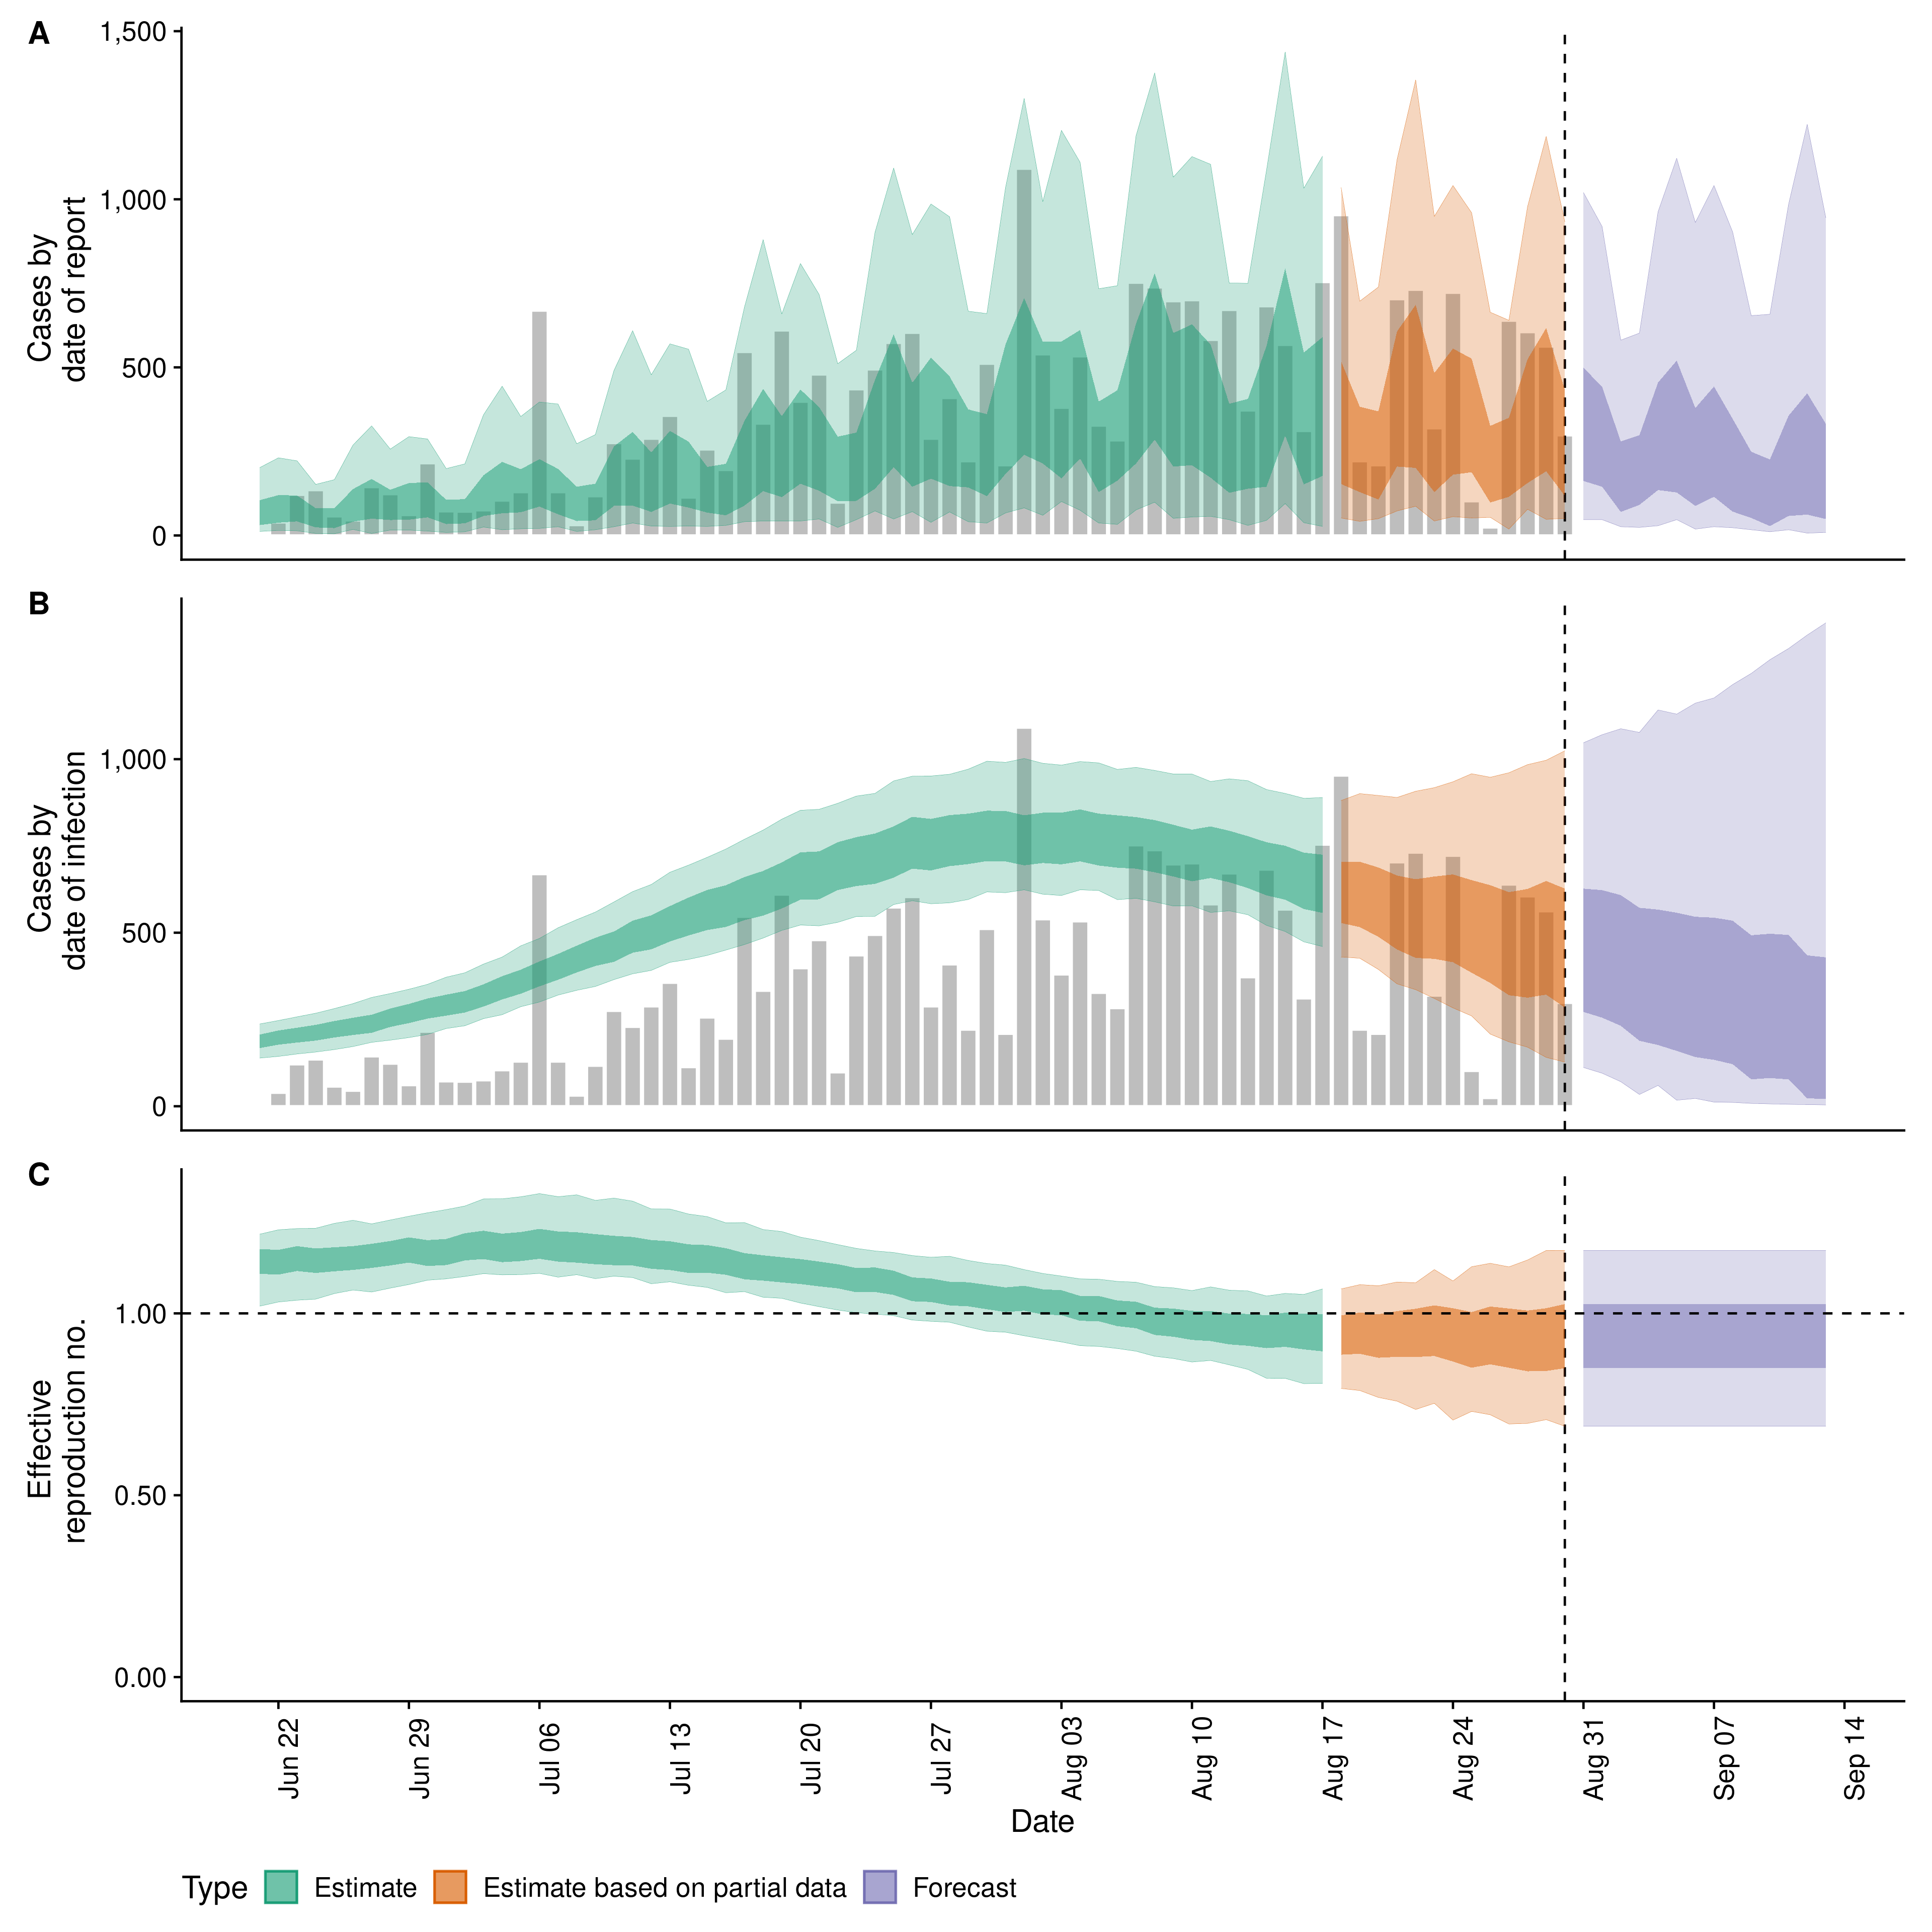 A
Cases by
date of report
1,500
1,000
500
0
B
Cases by
date of infection
1,000
500
0
C
Effective
reproduction no.
1.00
0.50
0.00
Jun 22
Jun 29
Jul 06
Jul 13
Jul 20
Jul 27
Aug 03
Aug 10
Aug 17
Aug 24
Aug 31
Sep 07
Sep 14
Date
Type Estimate Estimate based on partial data Forecast